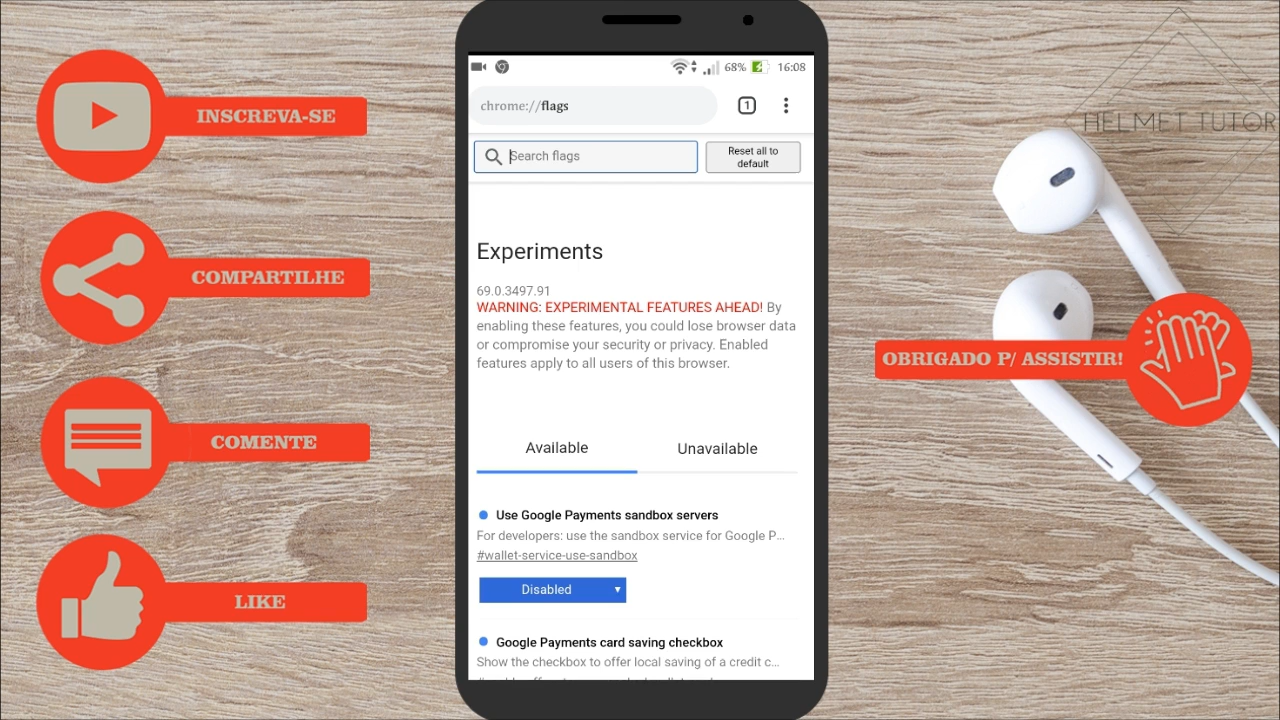 INSCREVA-SE
COMPARTILHE
COMENTE
LIKE
68% 16:08
chrome://flags
1
Search flags
Reset all to
default
Experiments
69.0.3497.91
WARNING: EXPERIMENTAL FEATURES AHEAD! By
enabling these features, you could lose browser data
or compromise your security or privacy. Enabled
features apply to all users of this browser.
Available
Unavailable
Use Google Payments sandbox servers
For developers: use the sandbox service for Google P...
#wallet-service-use-sandbox
Disabled
Google Payments card saving checkbox
Show the checkbox to offer local saving of a credit c...
HELMET TUTOR
OBRIGADO P/ ASSISTIR!